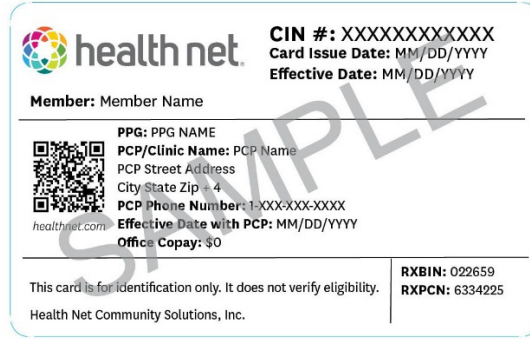 health net.
CIN #: XXXXXXXXXXXX
Card Issue Date: MM/DD/YYYY
Effective Date: MM/DD/YYYY
Member: Member Name
PPG: PPG NAME
PCP/Clinic Name: PCP Name
PCP Street Address
City State Zip + 4
PCP Phone Number: 1-XXX-XXX-XXXX
healthnet.com
Effective Date with PCP: MM/DD/YYYY
Office Copay: $0
SAMPLE
This card is for identification only. It does not verify eligibility.
Health Net Community Solutions, Inc.
RXBIN: 022659
RXPCN: 6334225